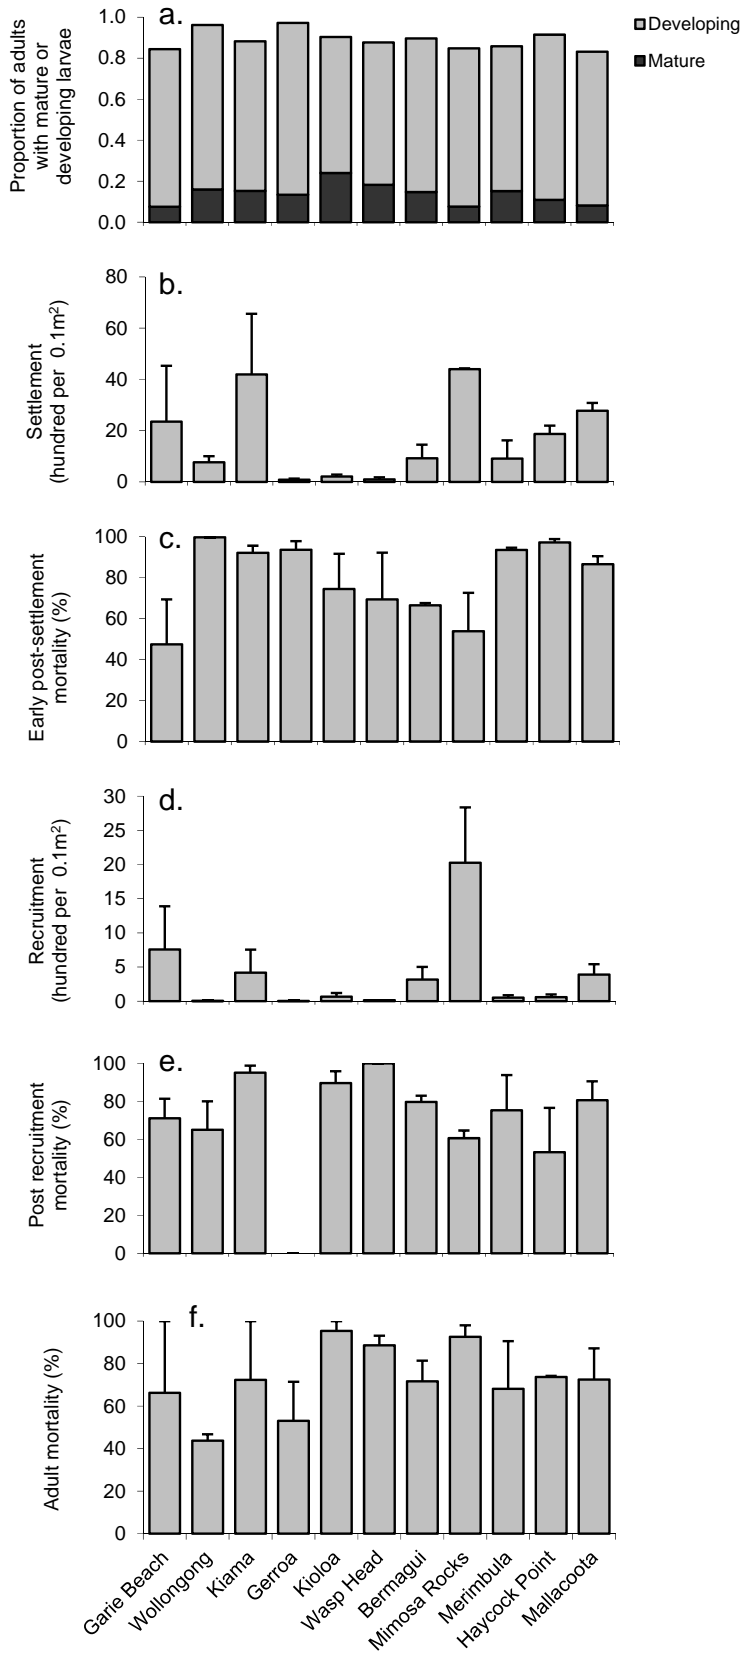 a.
Developing
Mature
Proportion of adults
with mature or
developing larvae
1.0
0.8
0.6
0.4
0.2
0.0
b.
Settlement
(hundred per 0.1m²)
80
60
40
20
0
c.
Early post-settlement
mortality (%)
100
80
60
40
20
0
d.
Recruitment
(hundred per 0.1m²)
30
25
20
15
10
5
0
e.
Post recruitment
mortality (%)
100
80
60
40
20
0
f.
Adult mortality (%)
100
80
60
40
20
0
Garie Beach
Wollongong
Kiama
Gerroa
Kioloa
Wasp Head
Bermagui
Mimosa Rocks
Merimbula
Haycock Point
Mallacoota